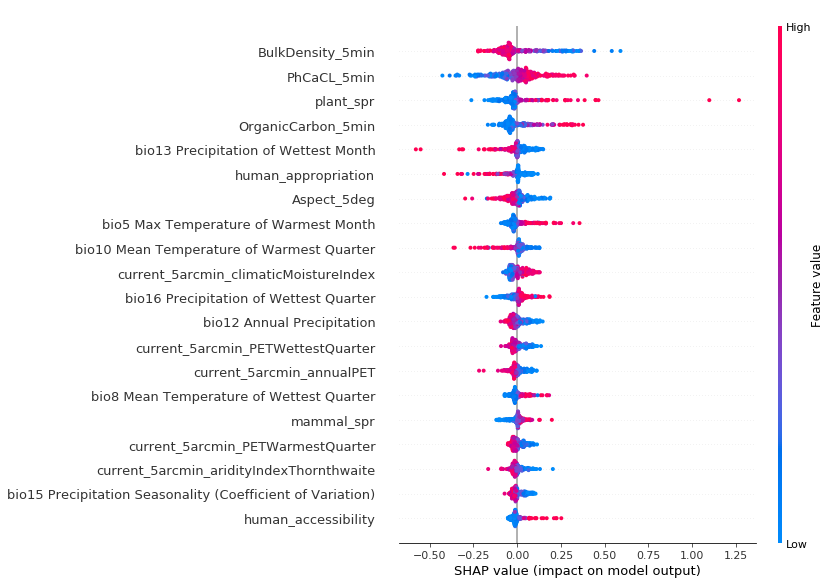 High
BulkDensity_5min
PhCaCL_5min
plant_spr
OrganicCarbon_5min
bio13 Precipitation of Wettest Month
human_appropriation
Aspect_5deg
bio5 Max Temperature of Warmest Month
bio10 Mean Temperature of Warmest Quarter
current_5arcmin_climaticMoistureIndex
bio16 Precipitation of Wettest Quarter
bio12 Annual Precipitation
current_5arcmin_PETWettestQuarter
current_5arcmin_annualPET
bio8 Mean Temperature of Wettest Quarter
mammal_spr
current_5arcmin_PETWarmestQuarter
current_5arcmin_aridityIndexThornthwaite
bio15 Precipitation Seasonality (Coefficient of Variation)
human_accessibility
Feature value
Low
−0.50 −0.25 0.00 0.25 0.50 0.75 1.00 1.25
SHAP value (impact on model output)